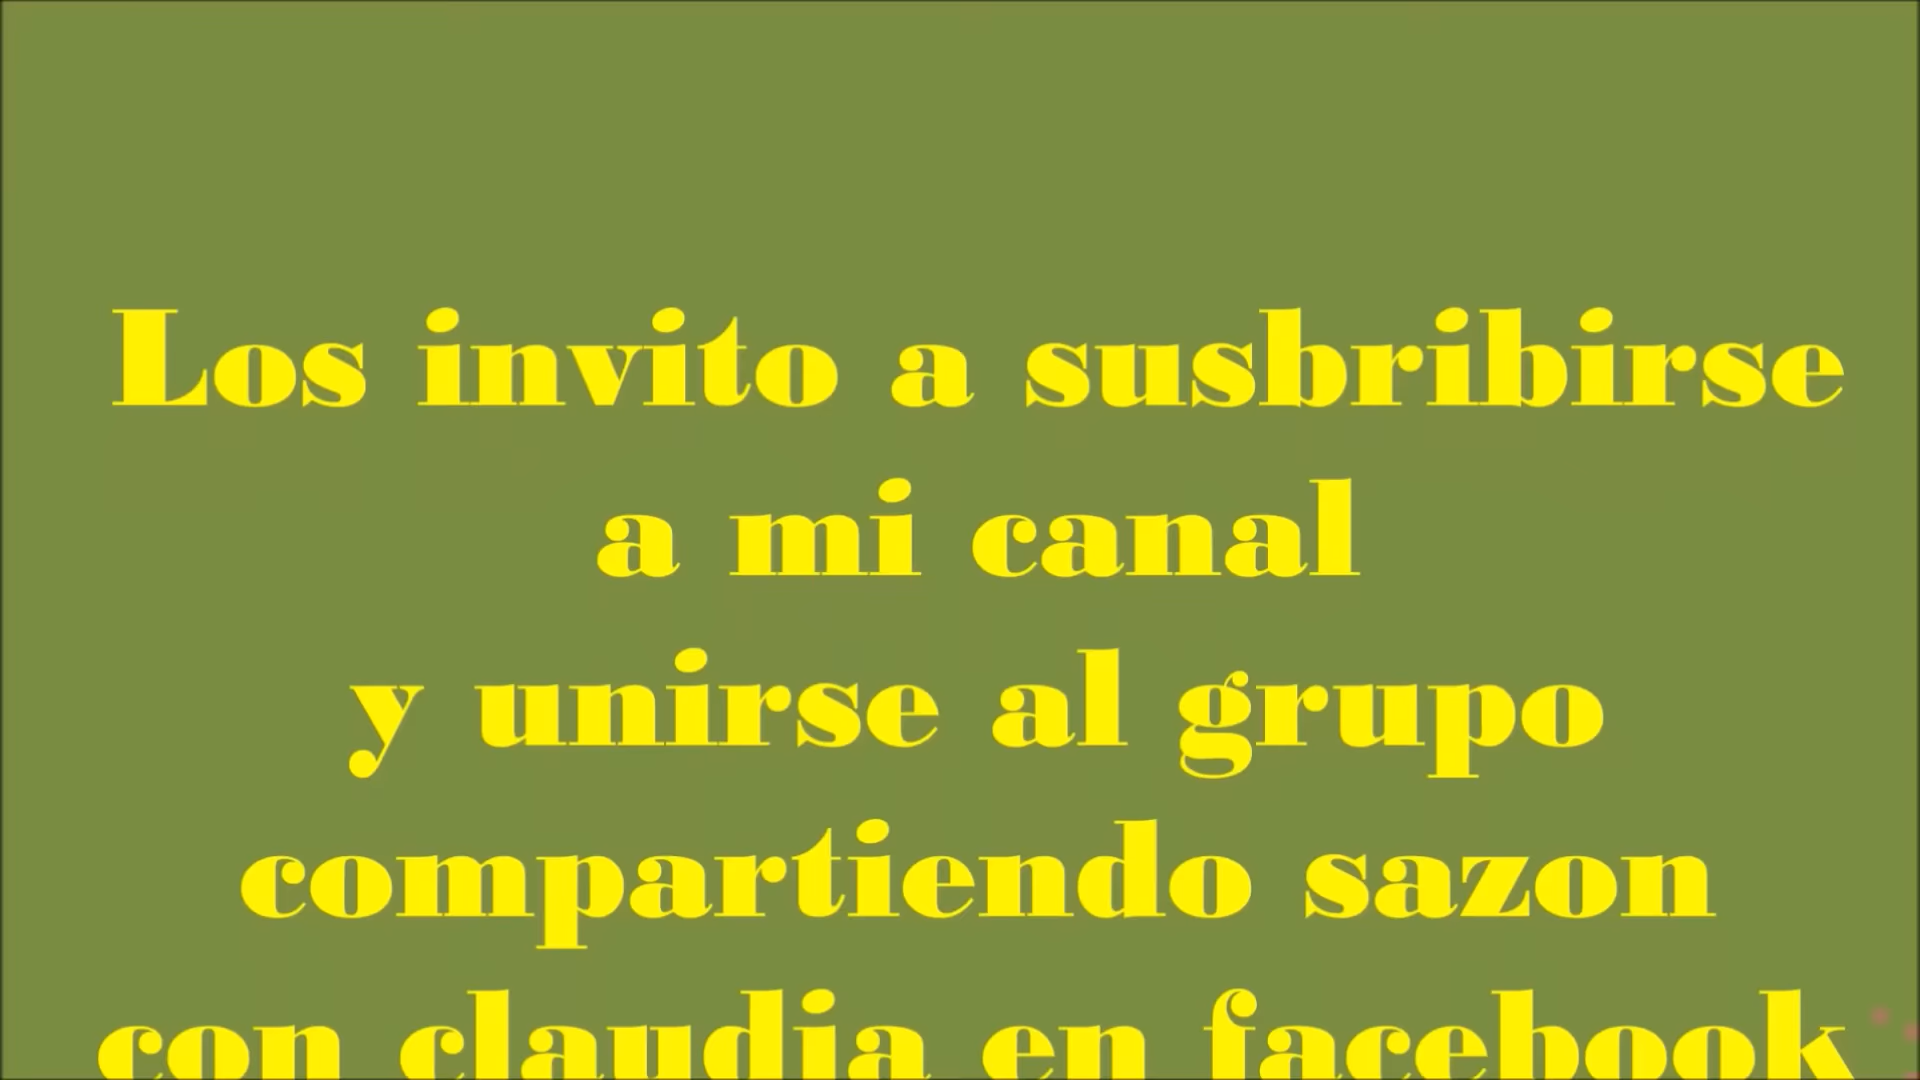 Los invito a susbribirse
a mi canal
y unirse al grupo
compartiendo sazon
con claudia en facebook